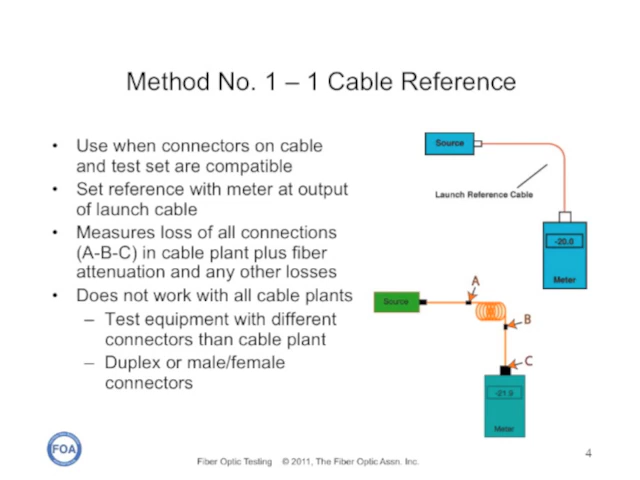 Method No. 1 – 1 Cable Reference
• Use when connectors on cable
and test set are compatible
• Set reference with meter at output
of launch cable
• Measures loss of all connections
(A-B-C) in cable plant plus fiber
attenuation and any other losses
• Does not work with all cable plants
– Test equipment with different
connectors than cable plant
– Duplex or male/female
connectors
Source
Launch Reference Cable
-20.0
Meter
A
Source
B
C
-21.0
Meter
FOA
Fiber Optic Testing © 2011, The Fiber Optic Assn. Inc.
4